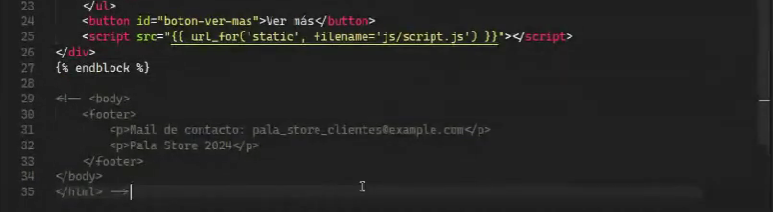 23 </ul>
24 <button id="boton-ver-mas">Ver más</button>
25 <script src="{{ url_for('static', filename='js/script.js') }}"></script>
26 </div>
27 {% endblock %}
28
29 <!-- <body>
30 <footer>
31 <p>Mail de contacto: pala_store_clientes@example.com</p>
32 <p>Pala Store 2024</p>
33 </footer>
34 </body>
35 </html> -->